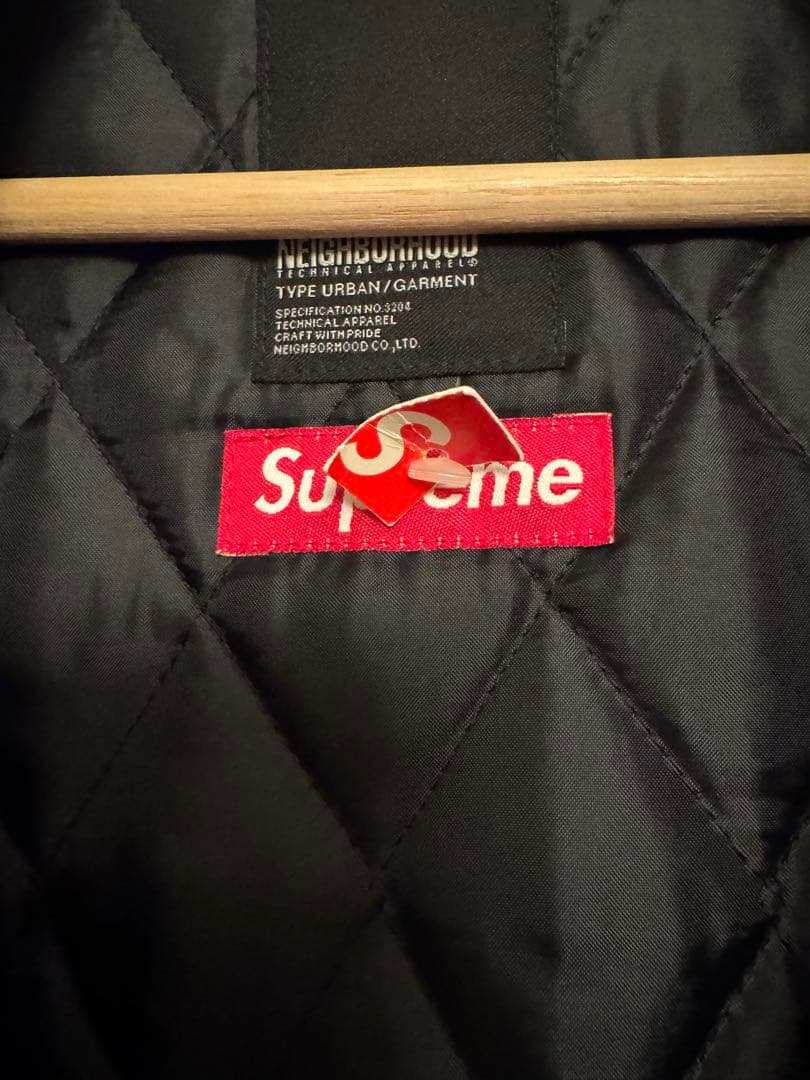 NEIGHBORHOOD
TECHNICAL APPAREL®
TYPE URBAN/GARMENT
SPECIFICATION NO.3204
TECHNICAL APPAREL
CRAFT WITH PRIDE
NEIGHBORHOOD CO.,LTD.
S
Supreme